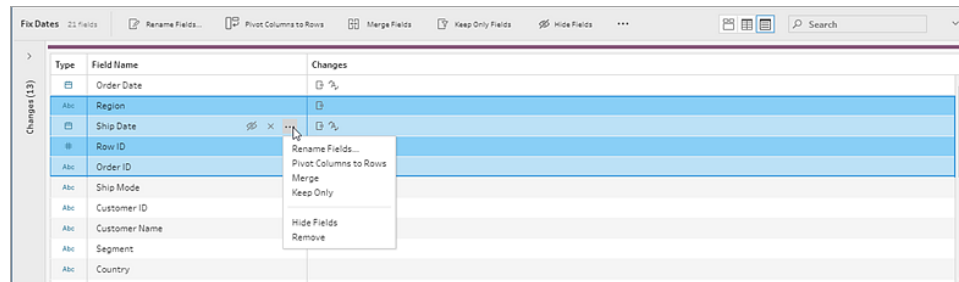 Fix Dates 21 fields Rename Fields... Pivot Columns to Rows Merge Fields Keep Only Fields Hide Fields ... Search
Changes (13)
Type Field Name Changes
Order Date
Abc Region
Ship Date
# Row ID
Abc Order ID
Abc Ship Mode
Abc Customer ID
Abc Customer Name
Abc Segment
Abc Country
Rename Fields...
Pivot Columns to Rows
Merge
Keep Only
Hide Fields
Remove